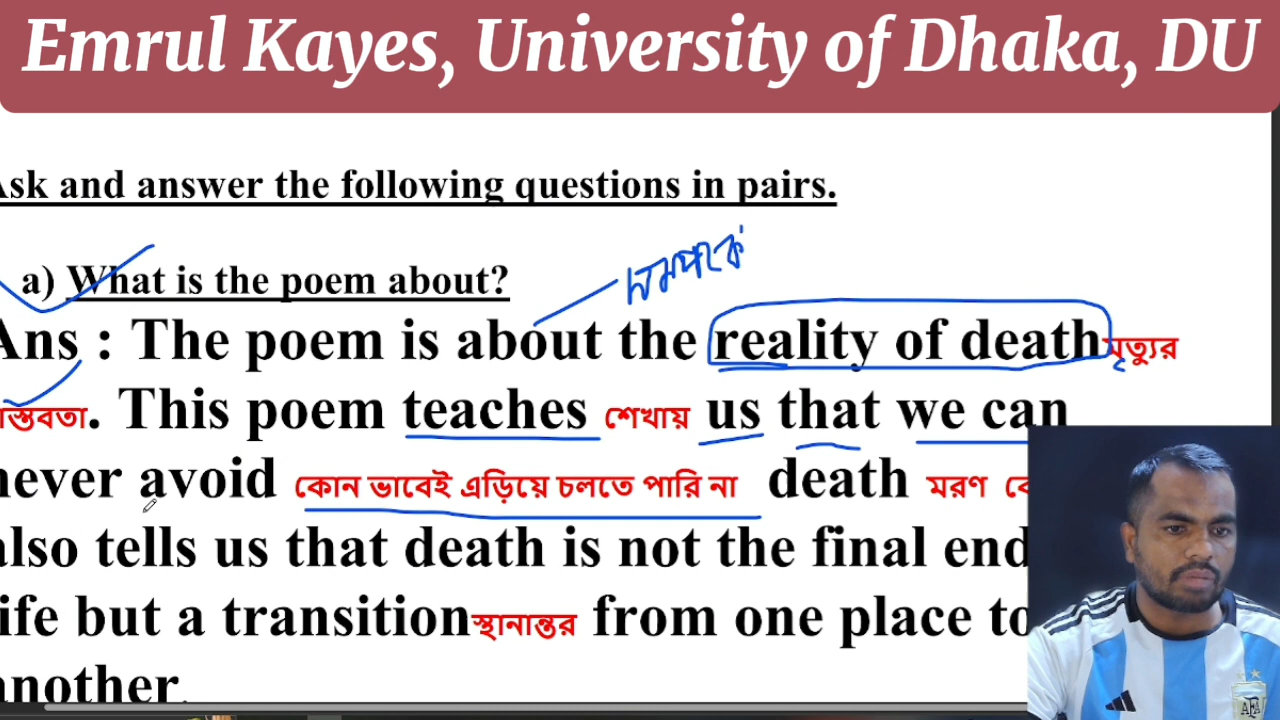 Emrul Kayes, University of Dhaka, DU
Ask and answer the following questions in pairs.
সম্পর্কে
a) What is the poem about?
Ans : The poem is about the reality of death মৃত্যুর
স্তবতা. This poem teaches শেখায় us that we can
never avoid কোন ভাবেই এড়িয়ে চলতে পারি না death মরণ কে
also tells us that death is not the final end
life but a transition স্থানান্তর from one place to
another.
AFA